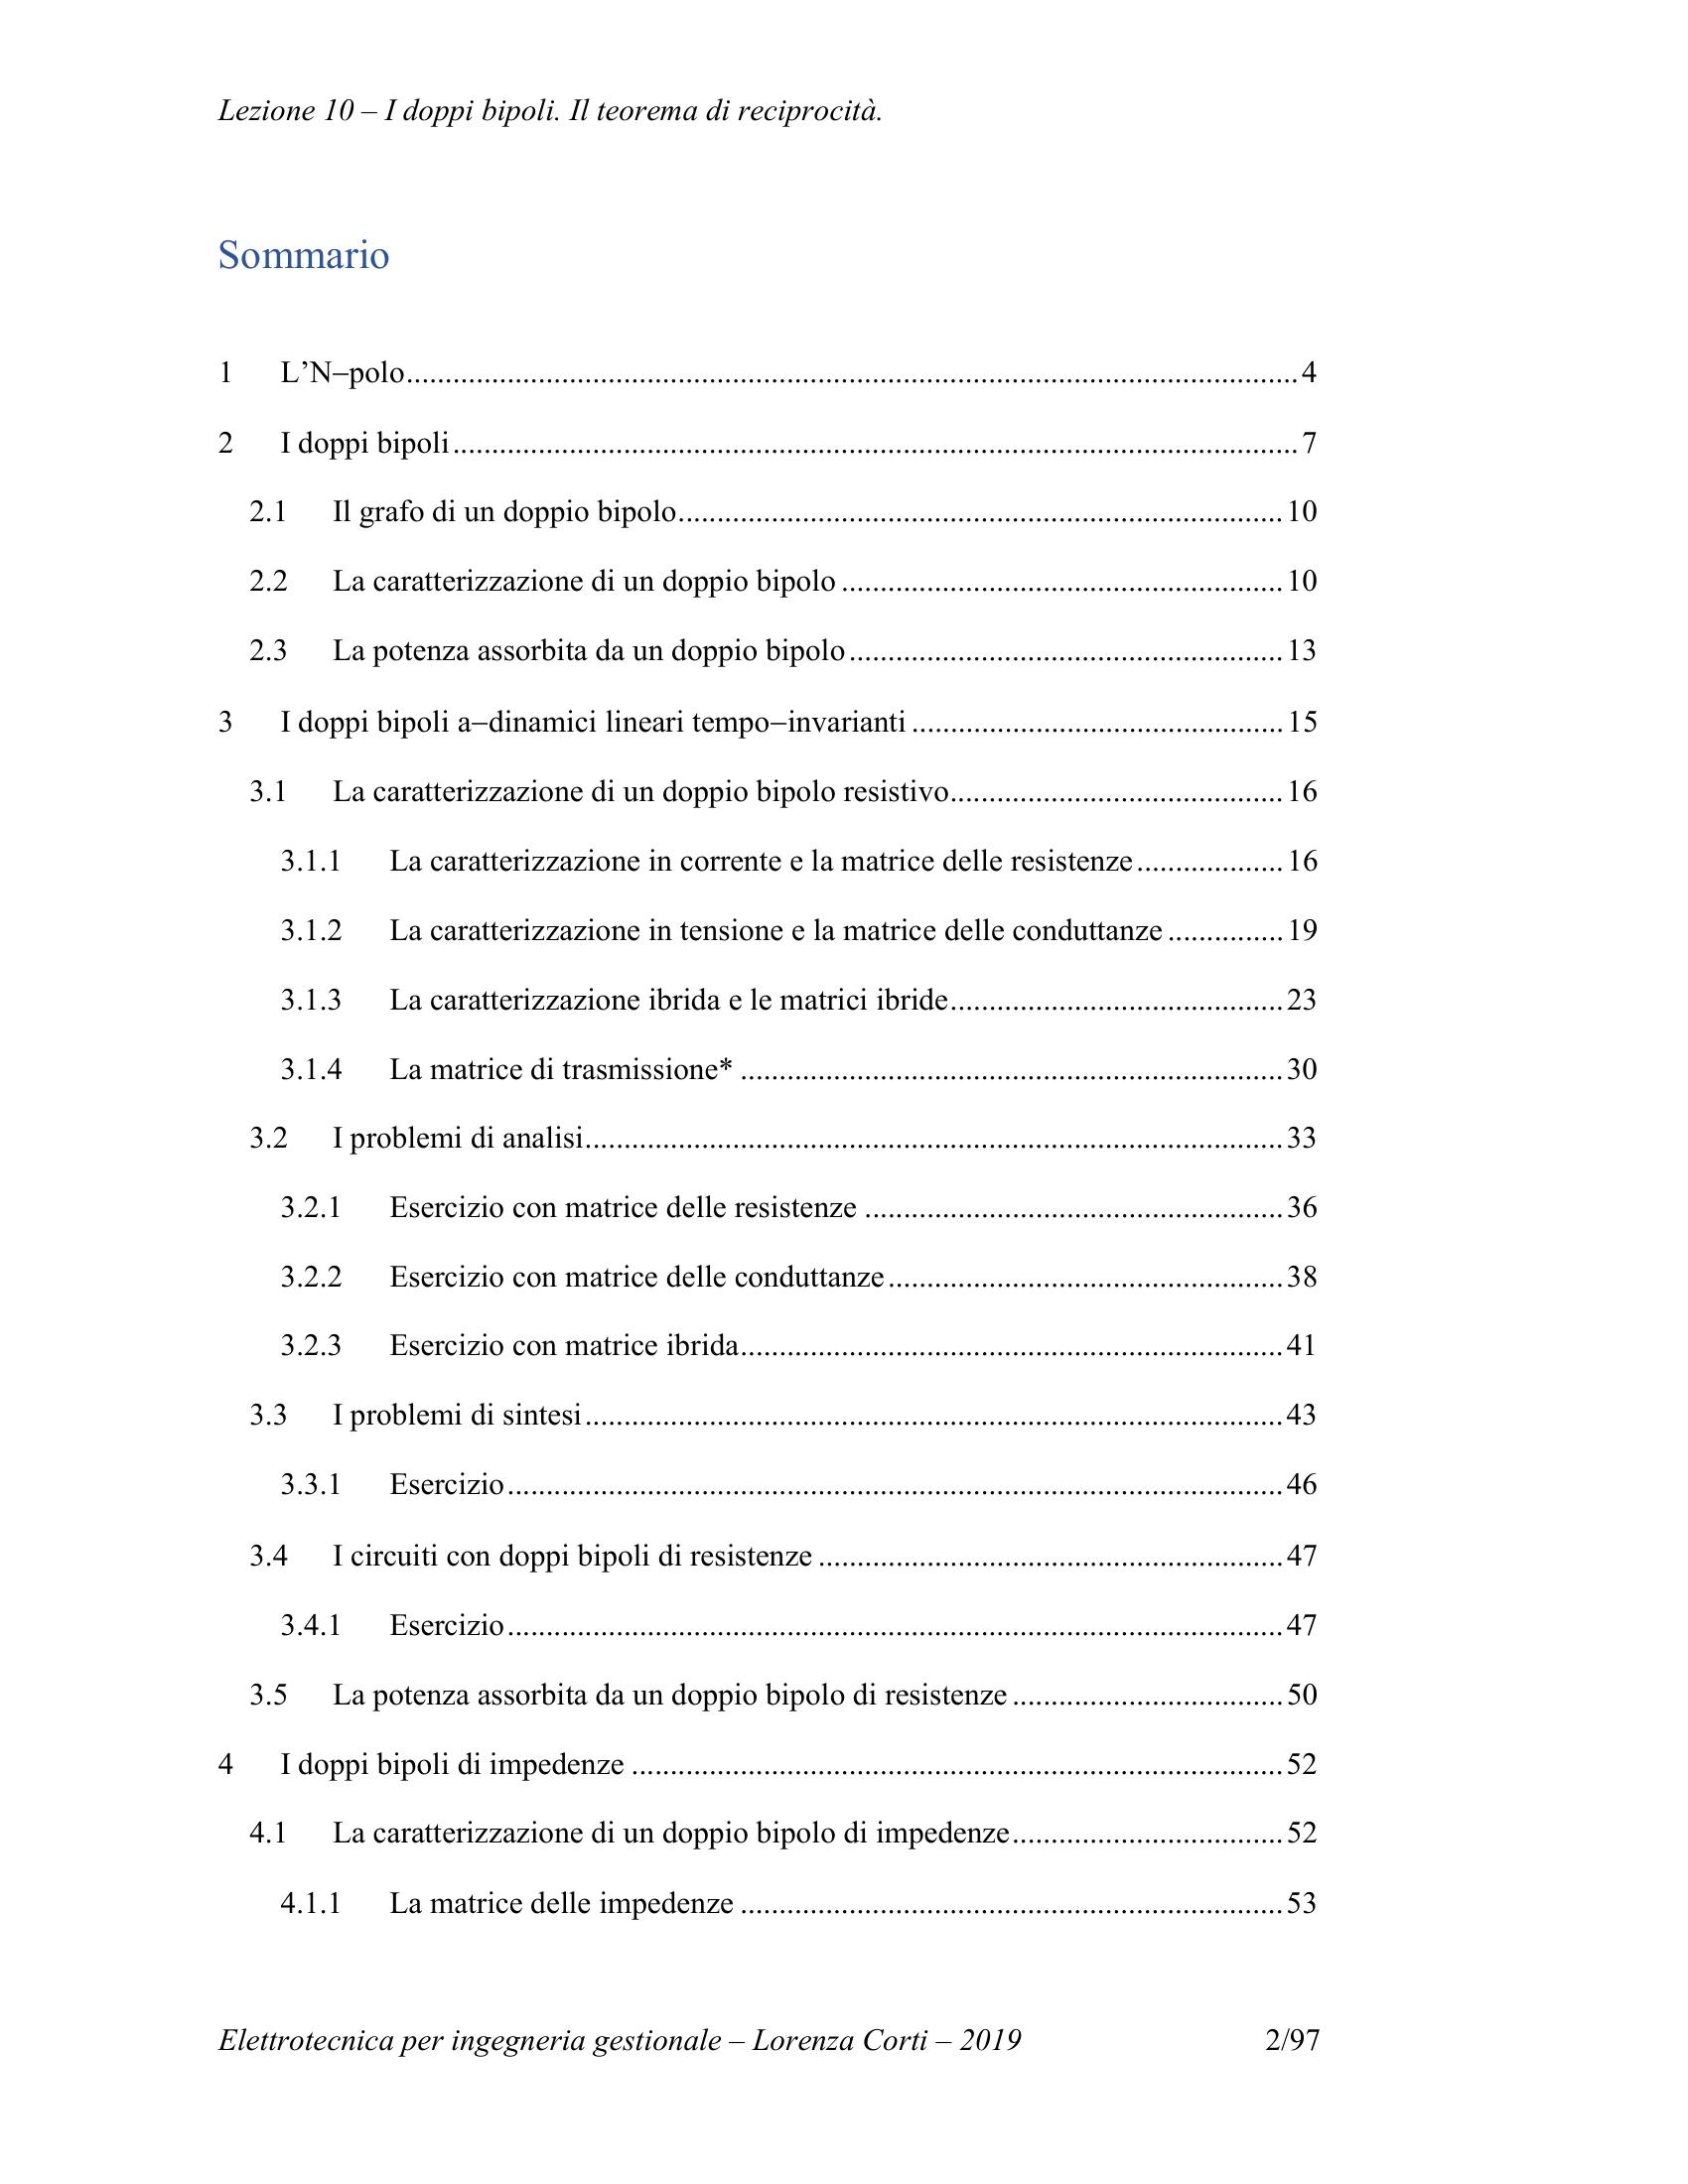 Lezione 10 – I doppi bipoli. Il teorema di reciprocità.
Sommario
1 L’N–polo........................................................................................................................4
2 I doppi bipoli..................................................................................................................7
2.1 Il grafo di un doppio bipolo..............................................................................10
2.2 La caratterizzazione di un doppio bipolo.........................................................10
2.3 La potenza assorbita da un doppio bipolo........................................................13
3 I doppi bipoli a–dinamici lineari tempo–invarianti.................................................15
3.1 La caratterizzazione di un doppio bipolo resistivo...........................................16
3.1.1 La caratterizzazione in corrente e la matrice delle resistenze...................16
3.1.2 La caratterizzazione in tensione e la matrice delle conduttanze...............19
3.1.3 La caratterizzazione ibrida e le matrici ibride...........................................23
3.1.4 La matrice di trasmissione*......................................................................30
3.2 I problemi di analisi..........................................................................................33
3.2.1 Esercizio con matrice delle resistenze......................................................36
3.2.2 Esercizio con matrice delle conduttanze...................................................38
3.2.3 Esercizio con matrice ibrida......................................................................41
3.3 I problemi di sintesi..........................................................................................43
3.3.1 Esercizio....................................................................................................46
3.4 I circuiti con doppi bipoli di resistenze............................................................47
3.4.1 Esercizio....................................................................................................47
3.5 La potenza assorbita da un doppio bipolo di resistenze...................................50
4 I doppi bipoli di impedenze....................................................................................52
4.1 La caratterizzazione di un doppio bipolo di impedenze...................................52
4.1.1 La matrice delle impedenze......................................................................53
Elettrotecnica per ingegneria gestionale – Lorenza Corti – 2019 2/97